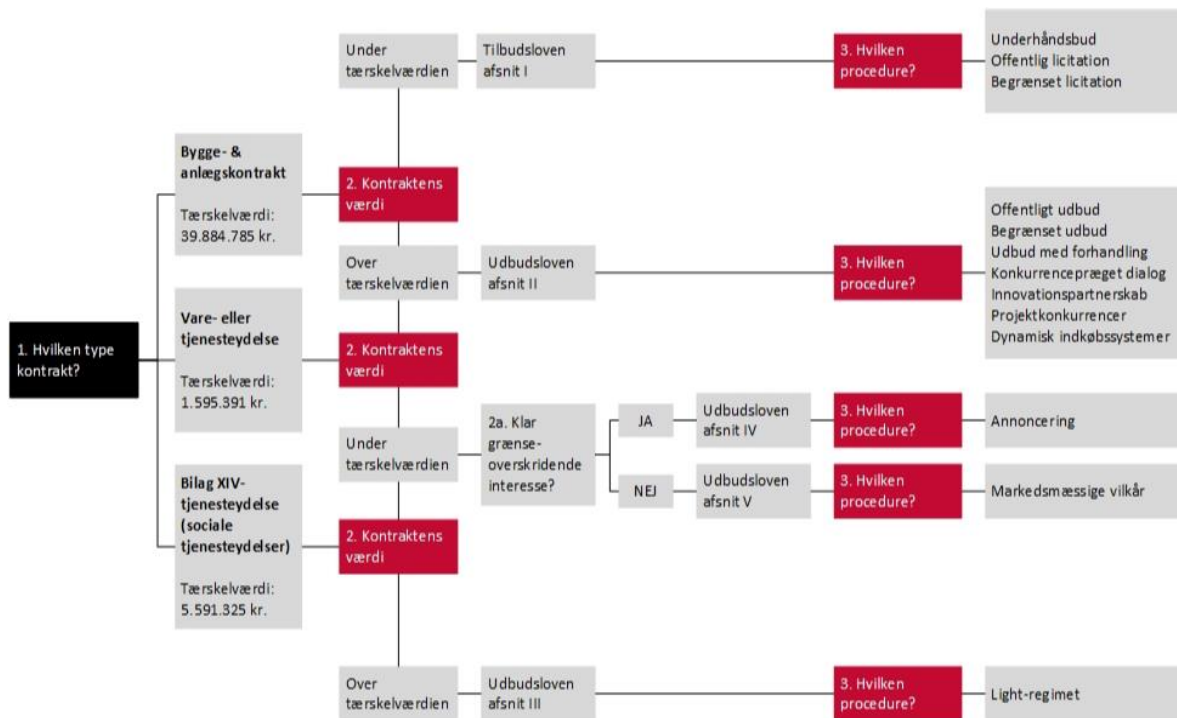 1. Hvilken type
kontrakt?
Bygge- &
anlægskontrakt
Tærskelværdi:
39.884.785 kr.
Vare- eller
tjenesteydelse
Tærskelværdi:
1.595.391 kr.
Bilag XIV-
tjenesteydelse
(sociale
tjenesteydelser)
Tærskelværdi:
5.591.325 kr.
Under
tærskelværdien
Tilbudsloven
afsnit I
3. Hvilken
procedure?
Underhåndsbud
Offentlig licitation
Begrænset licitation
2. Kontraktens
værdi
Over
tærskelværdien
Udbudsloven
afsnit II
3. Hvilken
procedure?
Offentligt udbud
Begrænset udbud
Udbud med forhandling
Konkurrencepræget dialog
Innovationspartnerskab
Projektkonkurrencer
Dynamisk indkøbssystemer
2. Kontraktens
værdi
Under
tærskelværdien
2a. Klar
grænse-
overskridende
interesse?
JA
Udbudsloven
afsnit IV
3. Hvilken
procedure?
Annoncering
NEJ
Udbudsloven
afsnit V
3. Hvilken
procedure?
Markedsmæssige vilkår
2. Kontraktens
værdi
Over
tærskelværdien
Udbudsloven
afsnit III
3. Hvilken
procedure?
Light-regimet